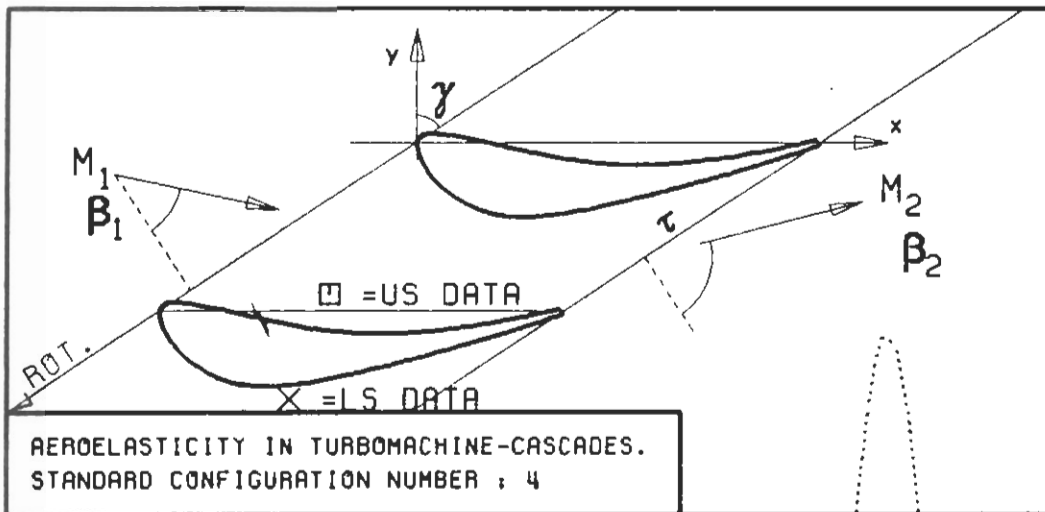 y
γ
x
M₁
β₁
M₂
β₂
τ
⊡ =US DATA
ROT.
X =LS DATA
AEROELASTICITY IN TURBOMACHINE-CASCADES.
STANDARD CONFIGURATION NUMBER : 4